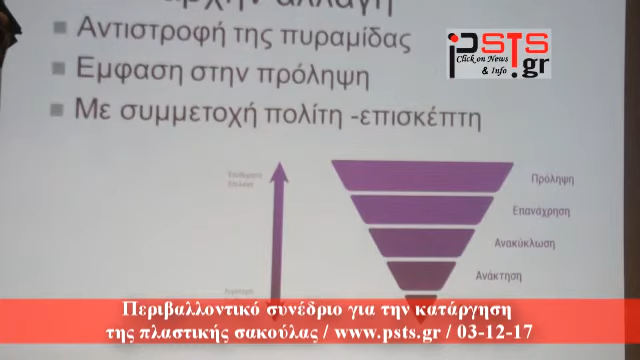 αλλαγή
Αντιστροφή της πυραμίδας
Εμφαση στην πρόληψη
Με συμμετοχή πολίτη -επισκέπτη
PSTS
Click on News
& Info
.gr
Πρόληψη
Επανάχρηση
Ανακύκλωση
Ανάκτηση
Περιβαλλοντικό συνέδριο για την κατάργηση
της πλαστικής σακούλας / www.psts.gr / 03-12-17